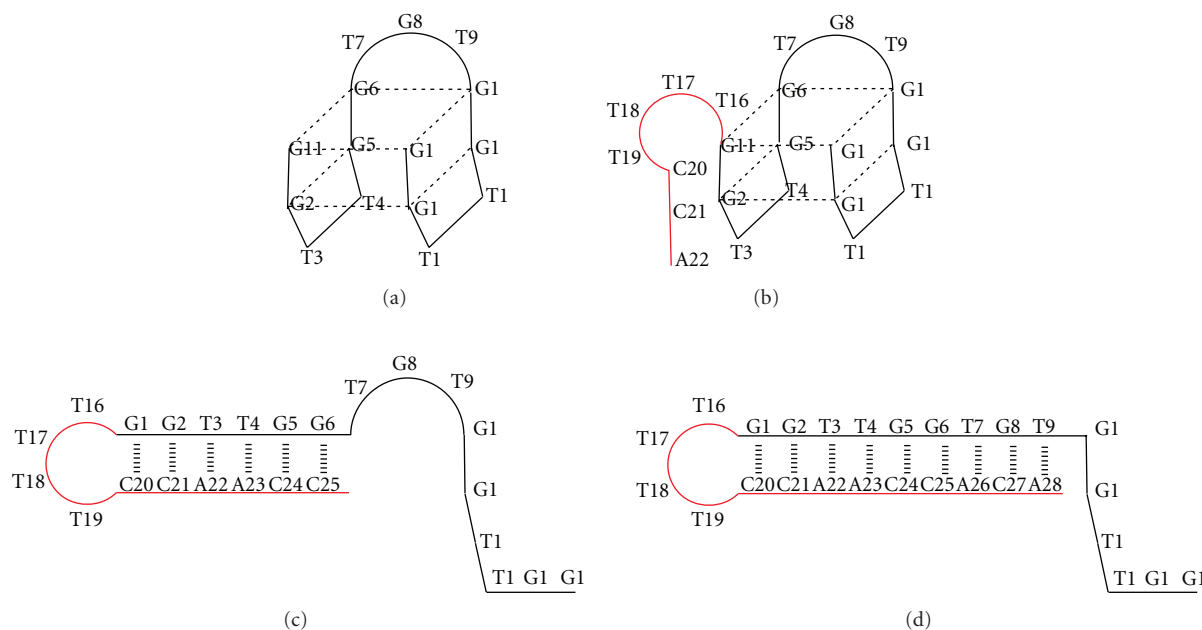 G8
T7 T9
G6 G1
G11 G5 G1 G1
G2 T4 G1 T1
T3 T1
(a)
G8
T7 T9
T17
T18 T16 G6 G1
T19 G11 G5 G1 G1
C20
C21 G2 T4 G1 T1
T3 T1
A22
(b)
G8
T7 T9
T16 G1 G2 T3 T4 G5 G6 G1
T17
T18 C20 C21 A22 A23 C24 C25 G1
T19
T1
T1 G1 G1
(c)
T16 G1 G2 T3 T4 G5 G6 T7 G8 T9 G1
T17
T18 C20 C21 A22 A23 C24 C25 A26 C27 A28 G1
T19
T1
T1 G1 G1
(d)